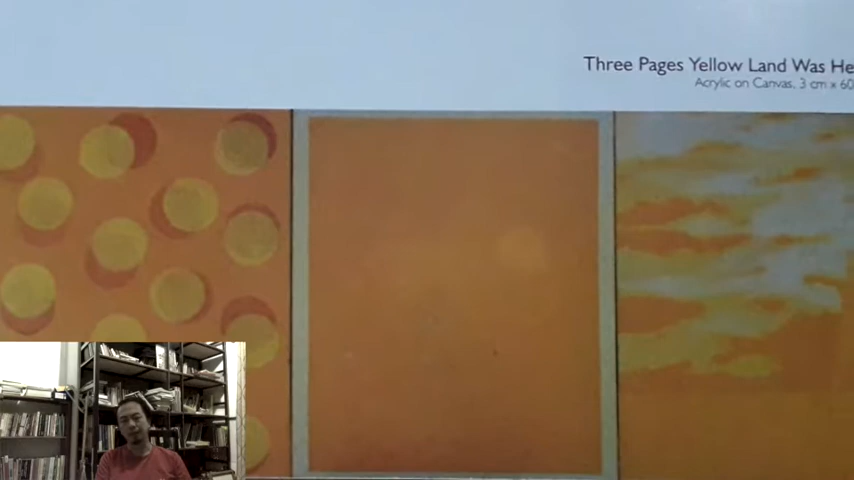 Three Pages Yellow Land Was He
Acrylic on Canvas, 3 cm x 60